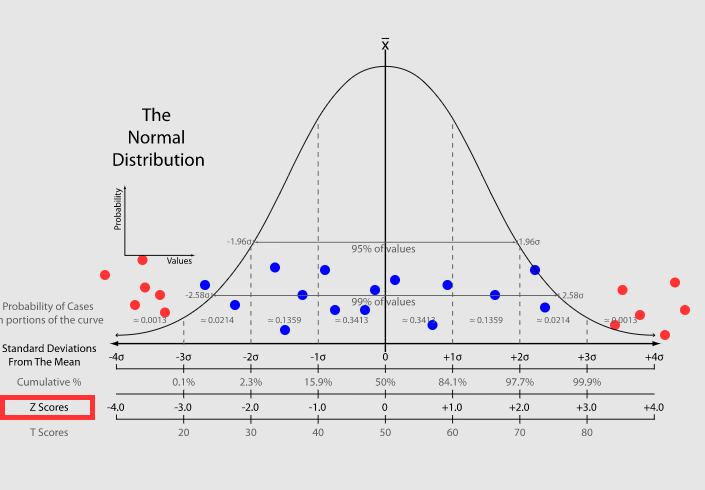 x̅
The
Normal
Distribution
Probability
Values
-1.96σ 1.96σ
95% of values
-2.58σ 2.58σ
99% of values
Probability of Cases
n portions of the curve
≈ 0.0013 ≈ 0.0214 ≈ 0.1359 ≈ 0.3413 ≈ 0.3413 ≈ 0.1359 ≈ 0.0214 ≈ 0.0013
Standard Deviations
From The Mean
-4σ -3σ -2σ -1σ 0 +1σ +2σ +3σ +4σ
Cumulative % 0.1% 2.3% 15.9% 50% 84.1% 97.7% 99.9%
Z Scores -4.0 -3.0 -2.0 -1.0 0 +1.0 +2.0 +3.0 +4.0
T Scores 20 30 40 50 60 70 80